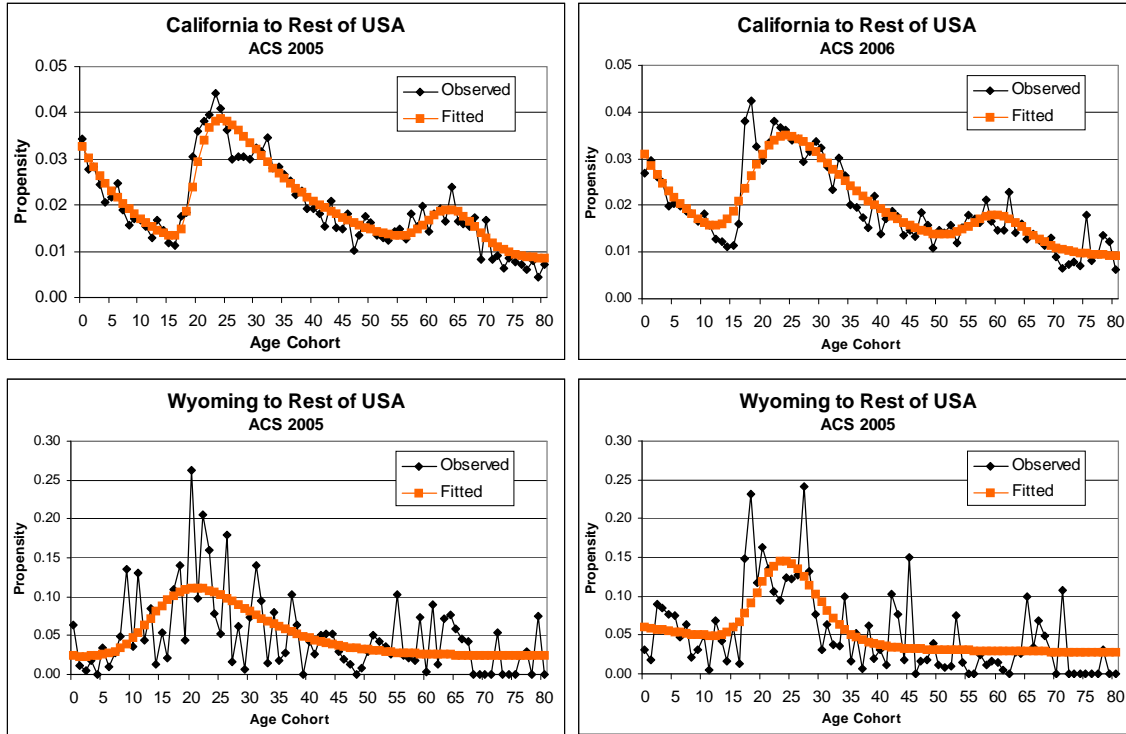 California to Rest of USA
ACS 2005
0.05
0.04
0.03
0.02
0.01
0.00
Propensity
Observed
Fitted
0 5 10 15 20 25 30 35 40 45 50 55 60 65 70 75 80
Age Cohort
California to Rest of USA
ACS 2006
0.05
0.04
0.03
0.02
0.01
0.00
Propensity
Observed
Fitted
0 5 10 15 20 25 30 35 40 45 50 55 60 65 70 75 80
Age Cohort
Wyoming to Rest of USA
ACS 2005
0.30
0.25
0.20
0.15
0.10
0.05
0.00
Propensity
Observed
Fitted
0 5 10 15 20 25 30 35 40 45 50 55 60 65 70 75 80
Age Cohort
Wyoming to Rest of USA
ACS 2005
0.30
0.25
0.20
0.15
0.10
0.05
0.00
Propensity
Observed
Fitted
0 5 10 15 20 25 30 35 40 45 50 55 60 65 70 75 80
Age Cohort